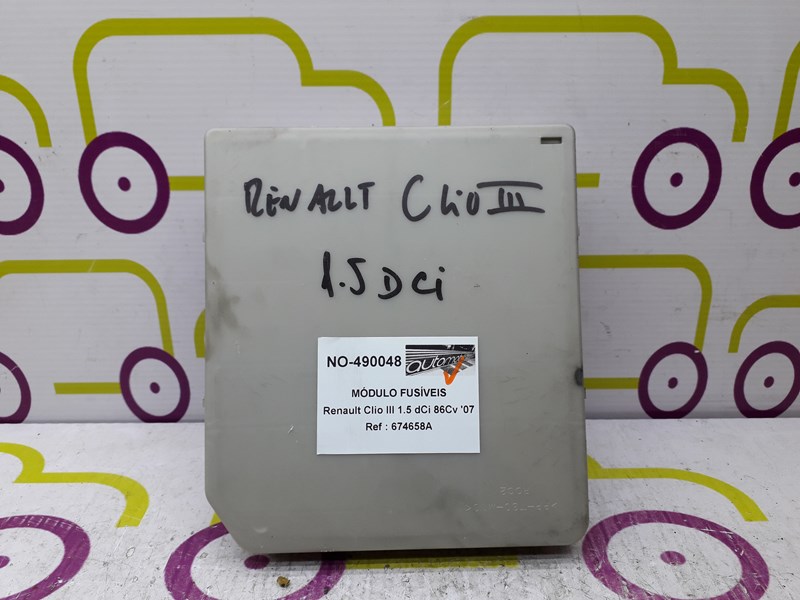 RENAULT Clio III
1.5 DCi
NO-490048 automoto
MÓDULO FUSÍVEIS
Renault Clio III 1.5 dCi 86Cv '07
Ref : 674658A